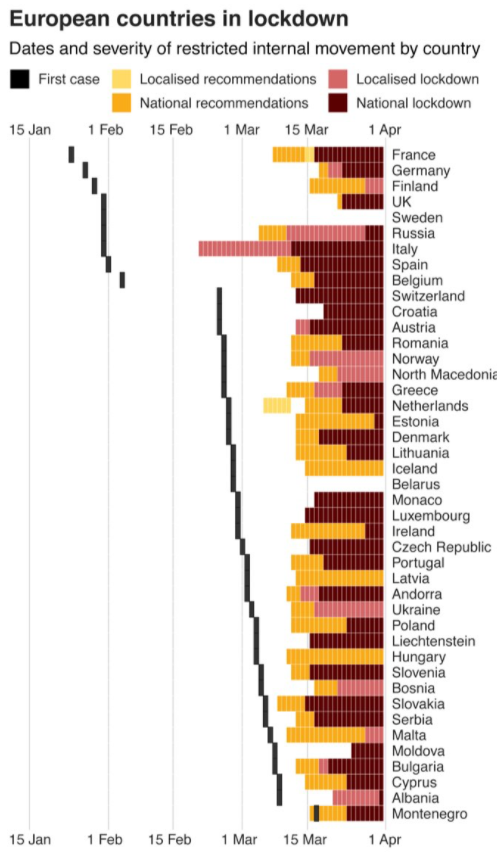 European countries in lockdown
Dates and severity of restricted internal movement by country
First case Localised recommendations Localised lockdown
National recommendations National lockdown
15 Jan 1 Feb 15 Feb 1 Mar 15 Mar 1 Apr
France
Germany
Finland
UK
Sweden
Russia
Italy
Spain
Belgium
Switzerland
Croatia
Austria
Romania
Norway
North Macedonia
Greece
Netherlands
Estonia
Denmark
Lithuania
Iceland
Belarus
Monaco
Luxembourg
Ireland
Czech Republic
Portugal
Latvia
Andorra
Ukraine
Poland
Liechtenstein
Hungary
Slovenia
Bosnia
Slovakia
Serbia
Malta
Moldova
Bulgaria
Cyprus
Albania
Montenegro
15 Jan 1 Feb 15 Feb 1 Mar 15 Mar 1 Apr